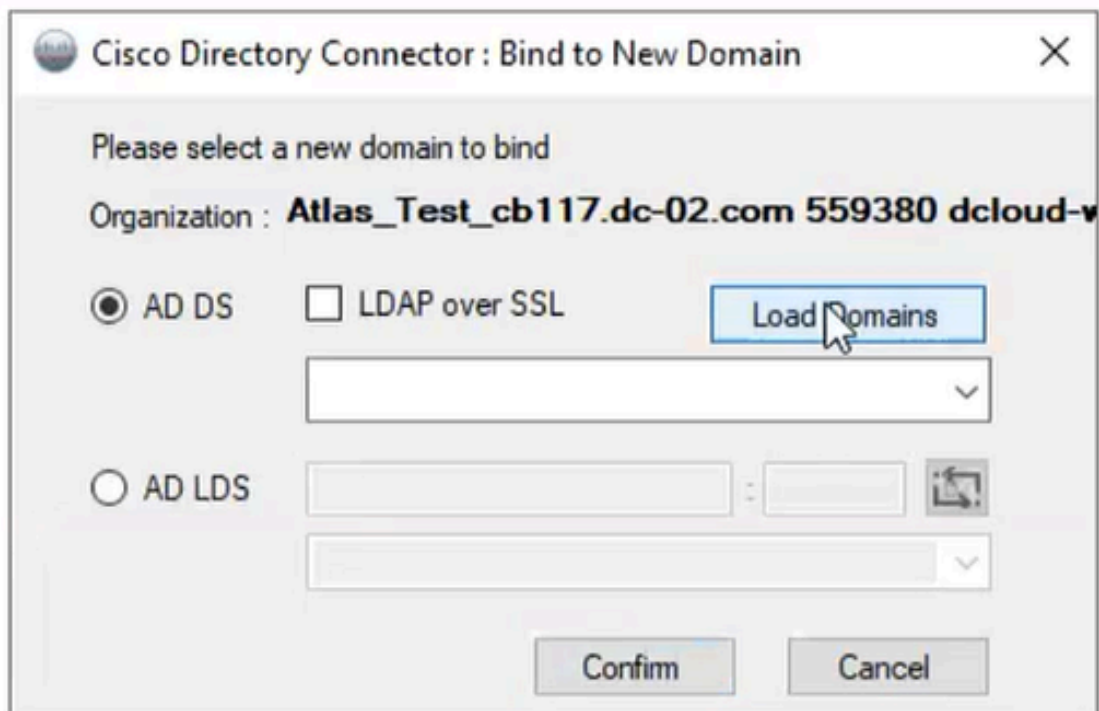 Cisco Directory Connector : Bind to New Domain
Please select a new domain to bind
Organization : Atlas_Test_cb117.dc-02.com 559380 dcloud-
AD DS LDAP over SSL Load Domains
AD LDS :
Confirm Cancel